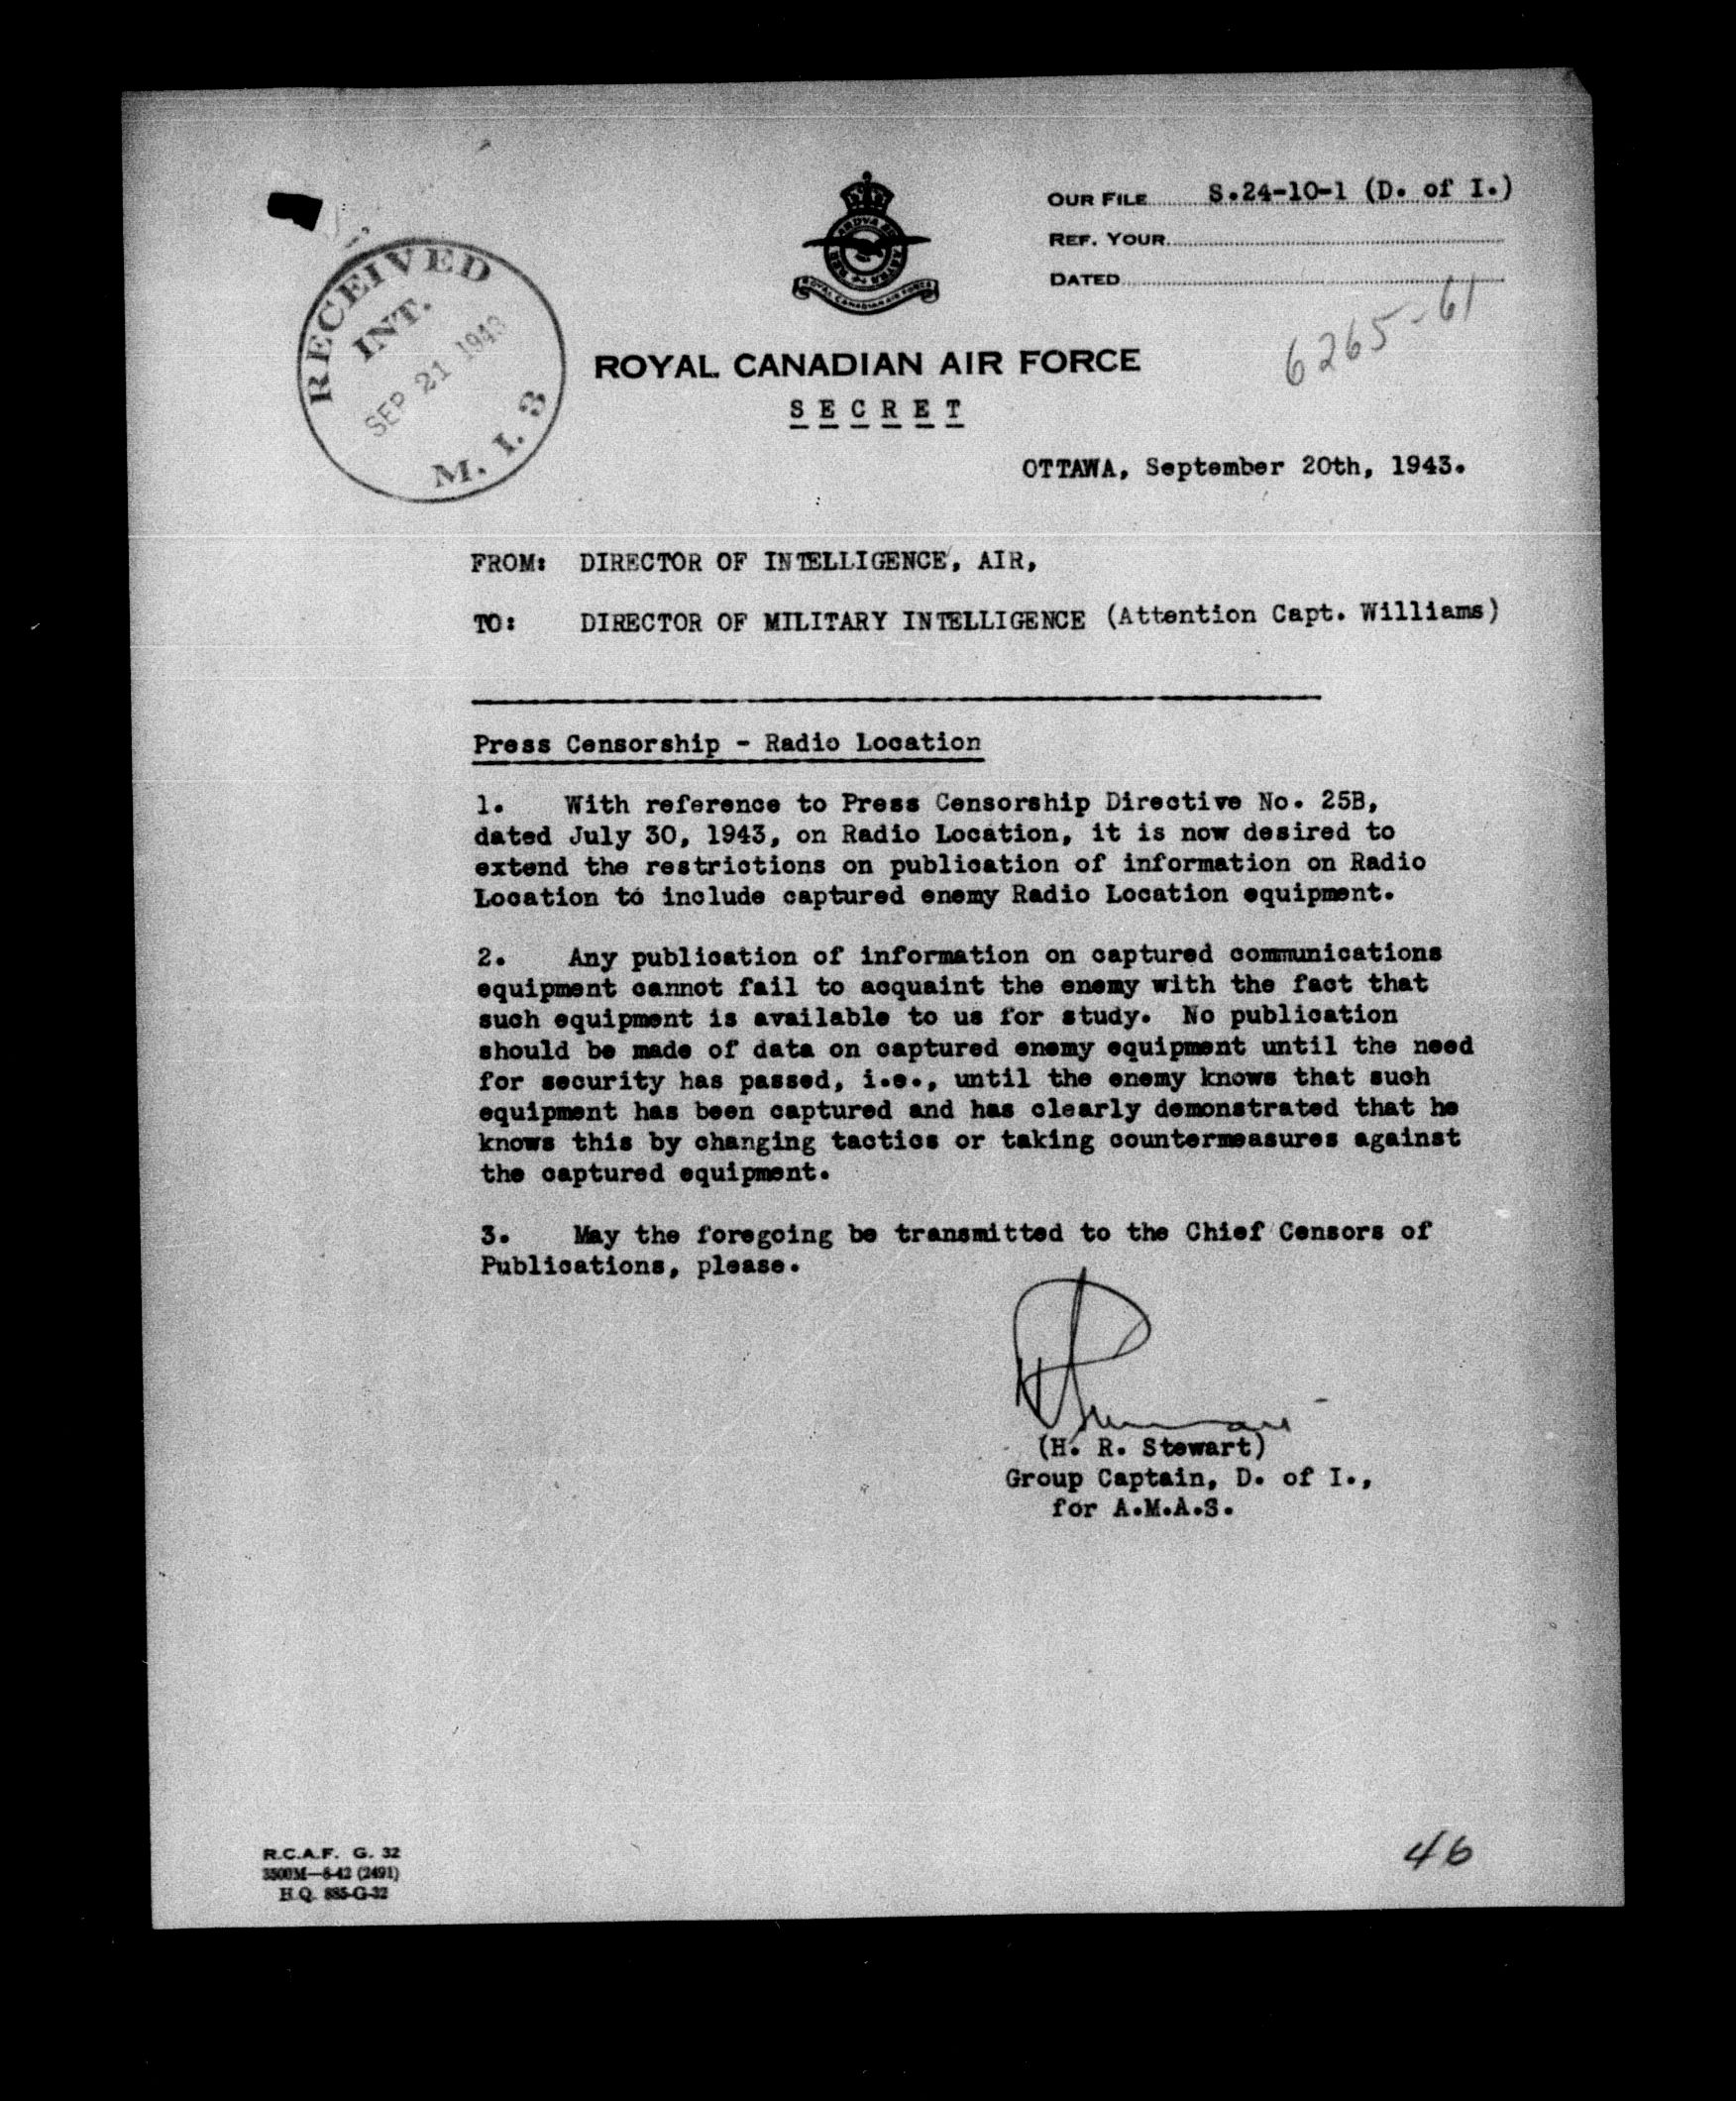 OUR FILE S.24-10-1 (D. of I.)
REF. YOUR
DATED
6265-61
RECEIVED
INT.
SEP 21 1943
M. I. 3
ROYAL CANADIAN AIR FORCE
ROYAL CANADIAN AIR FORCE
SECRET
OTTAWA, September 20th, 1943.
FROM: DIRECTOR OF INTELLIGENCE, AIR,
TO: DIRECTOR OF MILITARY INTELLIGENCE (Attention Capt. Williams)
Press Censorship - Radio Location
1. With reference to Press Censorship Directive No. 25B,
dated July 30, 1943, on Radio Location, it is now desired to
extend the restrictions on publication of information on Radio
Location to include captured enemy Radio Location equipment.
2. Any publication of information on captured communications
equipment cannot fail to acquaint the enemy with the fact that
such equipment is available to us for study. No publication
should be made of data on captured enemy equipment until the need
for security has passed, i.e., until the enemy knows that such
equipment has been captured and has clearly demonstrated that he
knows this by changing tactics or taking countermeasures against
the captured equipment.
3. May the foregoing be transmitted to the Chief Censors of
Publications, please.
(H. R. Stewart)
Group Captain, D. of I.,
for A.M.A.S.
R.C.A.F. G. 32
3500M-8-42 (2491)
H.Q. 885-G-32
46